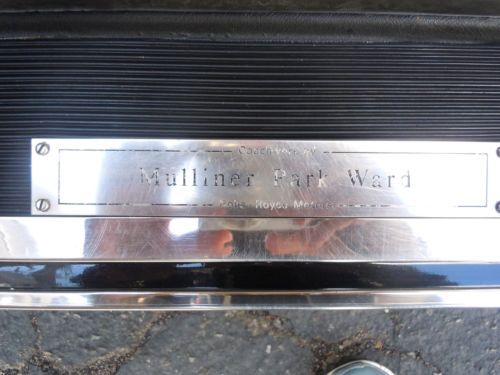 Coachwork by
Mulliner Park Ward
Rolls-Royce Motors